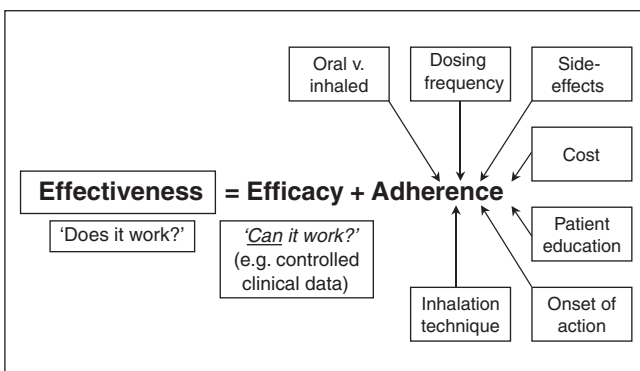 Oral v.
inhaled
Dosing
frequency
Side-
effects
Cost
Effectiveness = Efficacy + Adherence
'Does it work?'
'Can it work?'
(e.g. controlled
clinical data)
Patient
education
Inhalation
technique
Onset of
action